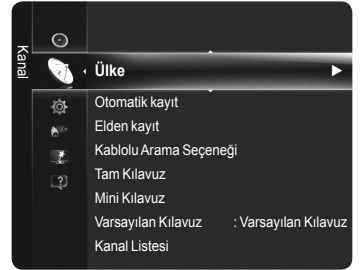 Kanal
Ülke
Otomatik kayıt
Elden kayıt
Kablolu Arama Seçeneği
Tam Kılavuz
Mini Kılavuz
Varsayılan Kılavuz : Varsayılan Kılavuz
Kanal Listesi